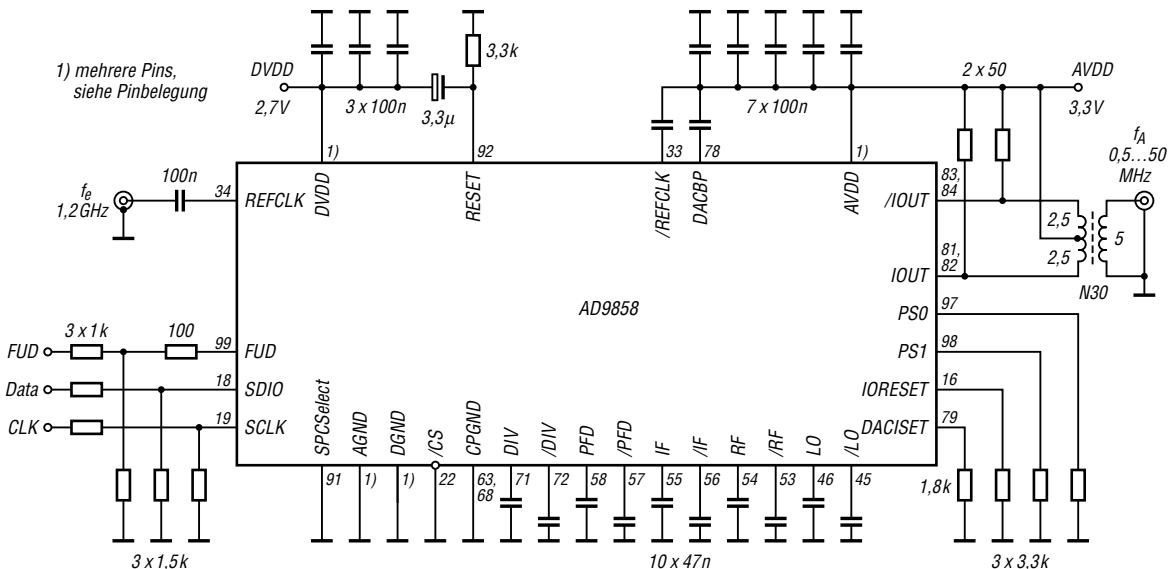 1) mehrere Pins,
siehe Pinbelegung
DVDD
2,7V
3 x 100n
3,3µ
3,3k
7 x 100n
2 x 50
AVDD
3,3V
fA
0,5...50
MHz
1)
92
33
78
1)
DVDD
RESET
/REFCLK
DACBP
AVDD
fe
1,2GHz
100n
34
REFCLK
/IOUT
83,
84
2,5
2,5
5
N30
IOUT
81,
82
AD9858
PS0
97
PS1
98
IORESET
16
DACISET
79
FUD
3 x 1k
100
99
FUD
Data
18
SDIO
CLK
19
SCLK
SPCSelect
AGND
DGND
/CS
CPGND
DIV
/DIV
PFD
/PFD
IF
/IF
RF
/RF
LO
/LO
91
1)
1)
22
63,
68
71
72
58
57
55
56
54
53
46
45
1,8k
3 x 1,5k
10 x 47n
3 x 3,3k